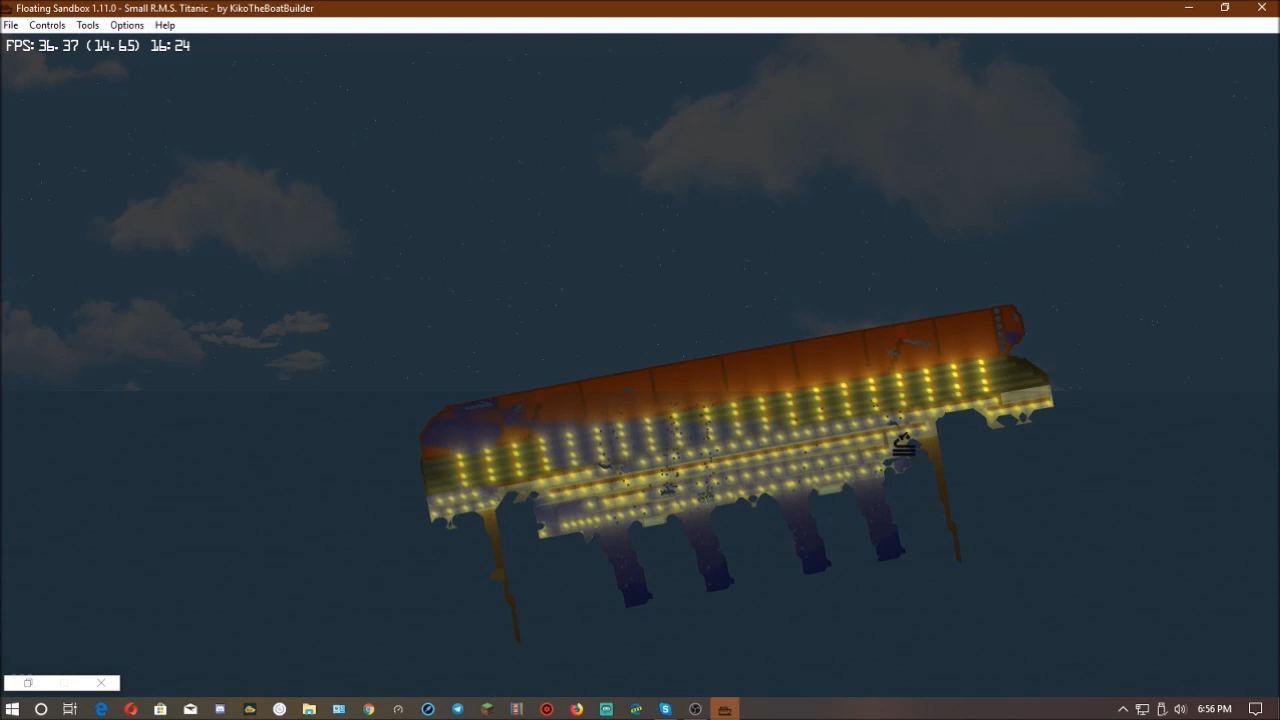 Floating Sandbox 1.11.0 - Small R.M.S. Titanic - by KikoTheBoatBuilder
File Controls Tools Options Help
FPS: 36.37 (14.65) 16:24
6:56 PM